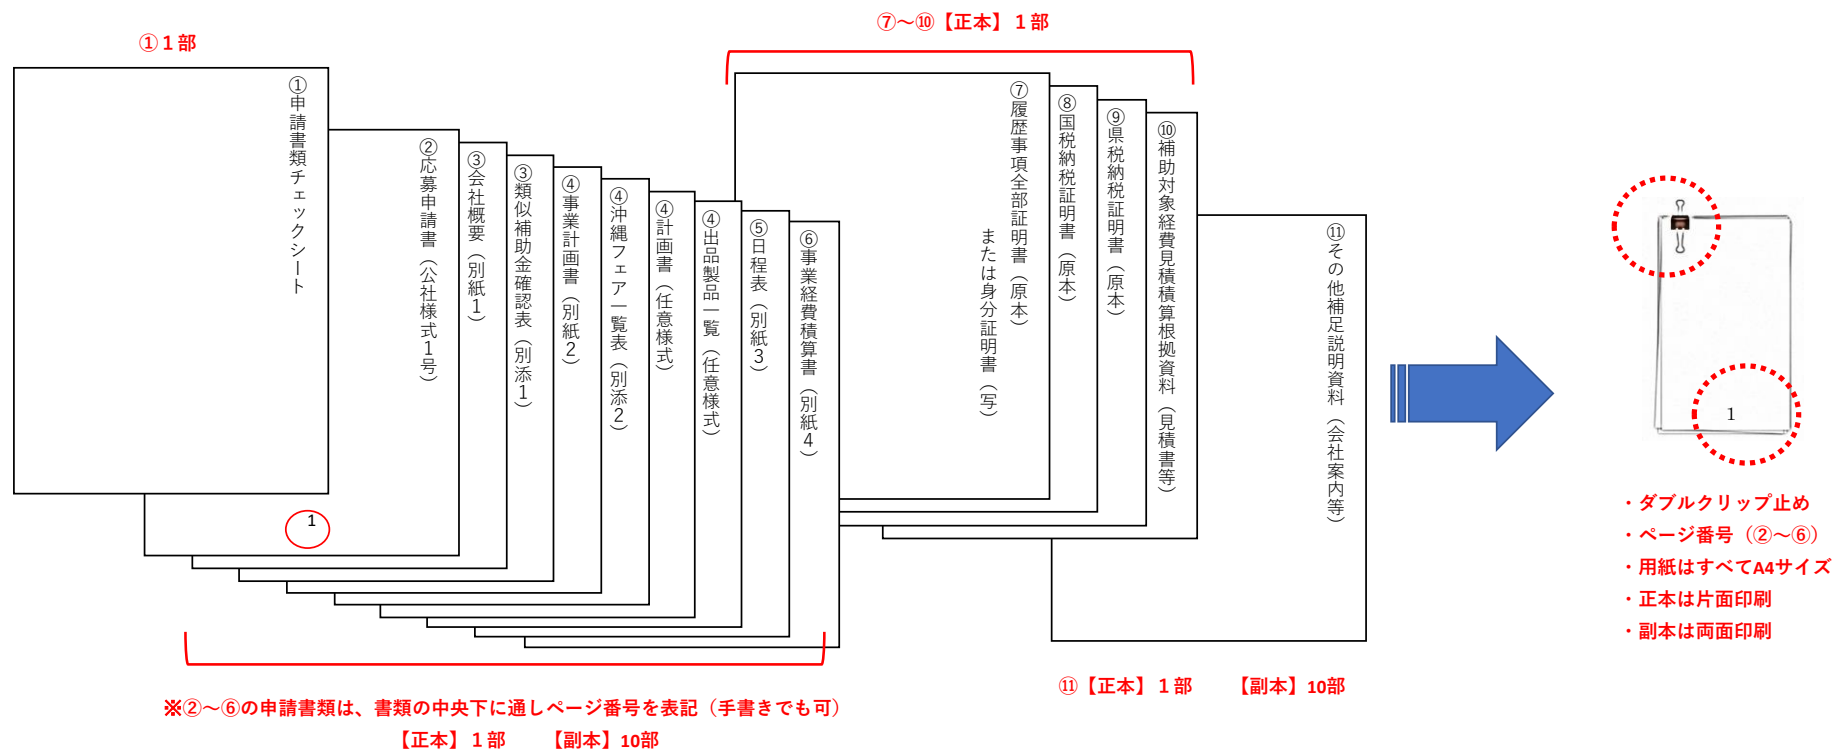 ①１部
⑦～⑩【正本】１部
①申請書類チェックシート
②応募申請書（公社様式１号）
③会社概要（別紙１）
③類似補助金確認表（別添１）
④事業計画書（別紙２）
④沖縄フェア一覧表（別添２）
④計画書（任意様式）
④出品製品一覧（任意様式）
⑤日程表（別紙３）
⑥事業経費積算書（別紙４）
⑦履歴事項全部証明書（原本）
または身分証明書（写）
⑧国税納税証明書（原本）
⑨県税納税証明書（原本）
⑩補助対象経費見積積算根拠資料（見積書等）
⑪その他補足説明資料（会社案内等）
1
※②～⑥の申請書類は、書類の中央下に通しページ番号を表記（手書きでも可）
【正本】１部　　【副本】10部
⑪【正本】１部　　【副本】10部
1
・ダブルクリップ止め
・ページ番号（②～⑥）
・用紙はすべてA4サイズ
・正本は片面印刷
・副本は両面印刷